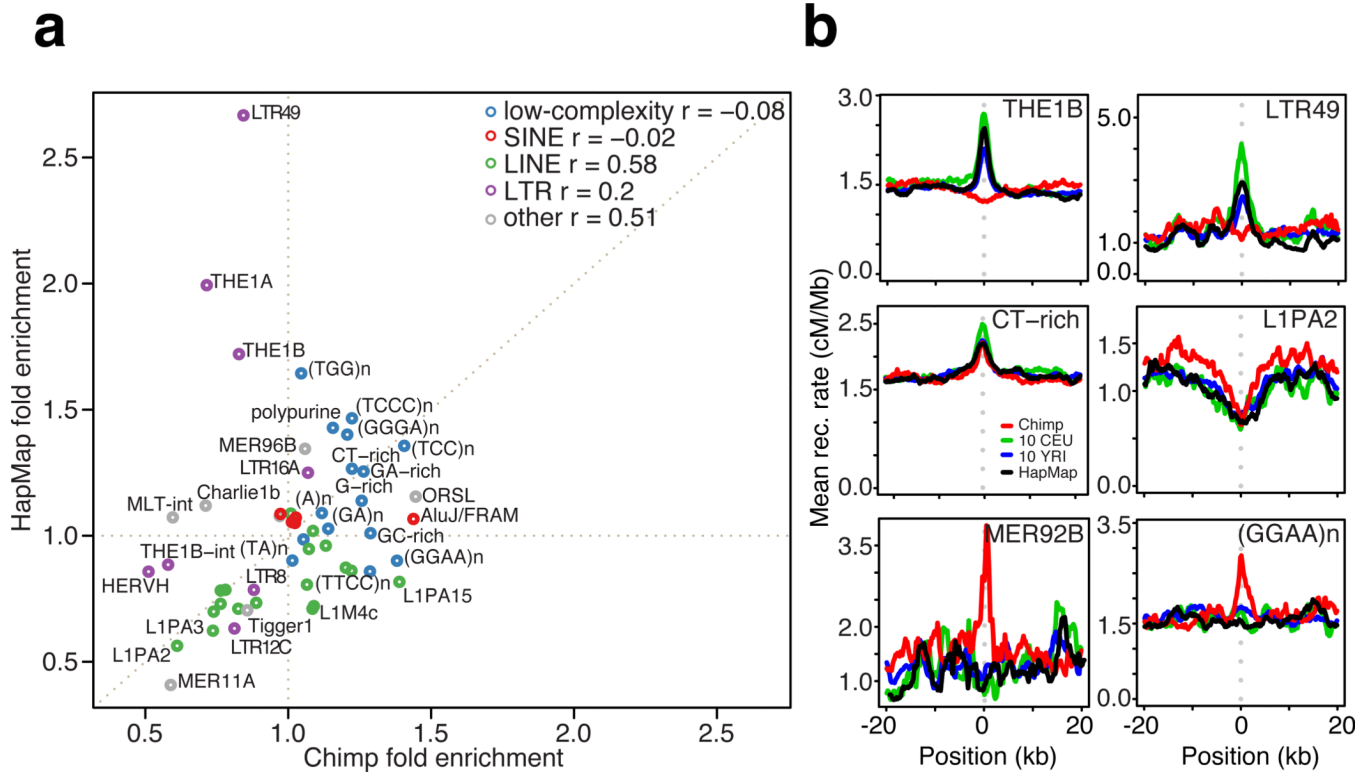 a
HapMap fold enrichment
2.5
2.0
1.5
1.0
0.5
0.5
1.0
1.5
2.0
2.5
Chimp fold enrichment
low−complexity r = −0.08
SINE r = −0.02
LINE r = 0.58
LTR r = 0.2
other r = 0.51
LTR49
THE1A
THE1B
(TGG)n
polypurine
(TCCC)n
(GGGA)n
MER96B
(TCC)n
CT−rich
LTR16A
GA−rich
G−rich
ORSL
MLT−int
Charlie1b
(A)n
AluJ/FRAM
(GA)n
GC−rich
THE1B−int
(TA)n
(GGAA)n
HERVH
LTR8
(TTCC)n
L1PA15
L1M4c
L1PA3
Tigger1
LTR12C
L1PA2
MER11A
b
Mean rec. rate (cM/Mb)
THE1B
3.0
1.5
0.0
LTR49
5.0
1.0
0.0
CT−rich
2.5
1.5
0.0
Chimp
10 CEU
10 YRI
HapMap
L1PA2
1.5
1.0
0.0
MER92B
3.5
2.0
1.0
-20
0
20
Position (kb)
(GGAA)n
3.5
1.5
0.0
-20
0
20
Position (kb)